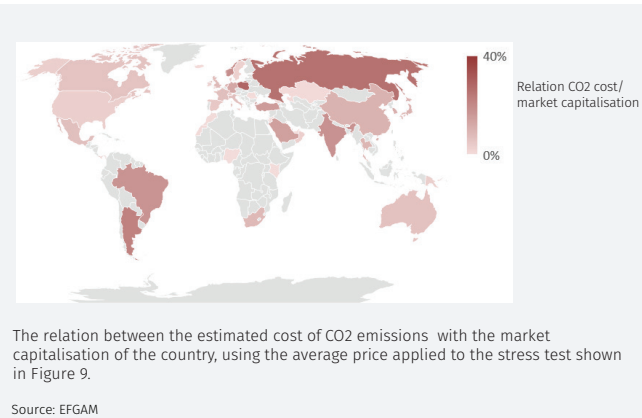 40%
Relation CO2 cost/
market capitalisation
0%
The relation between the estimated cost of CO2 emissions with the market
capitalisation of the country, using the average price applied to the stress test shown
in Figure 9.
Source: EFGAM